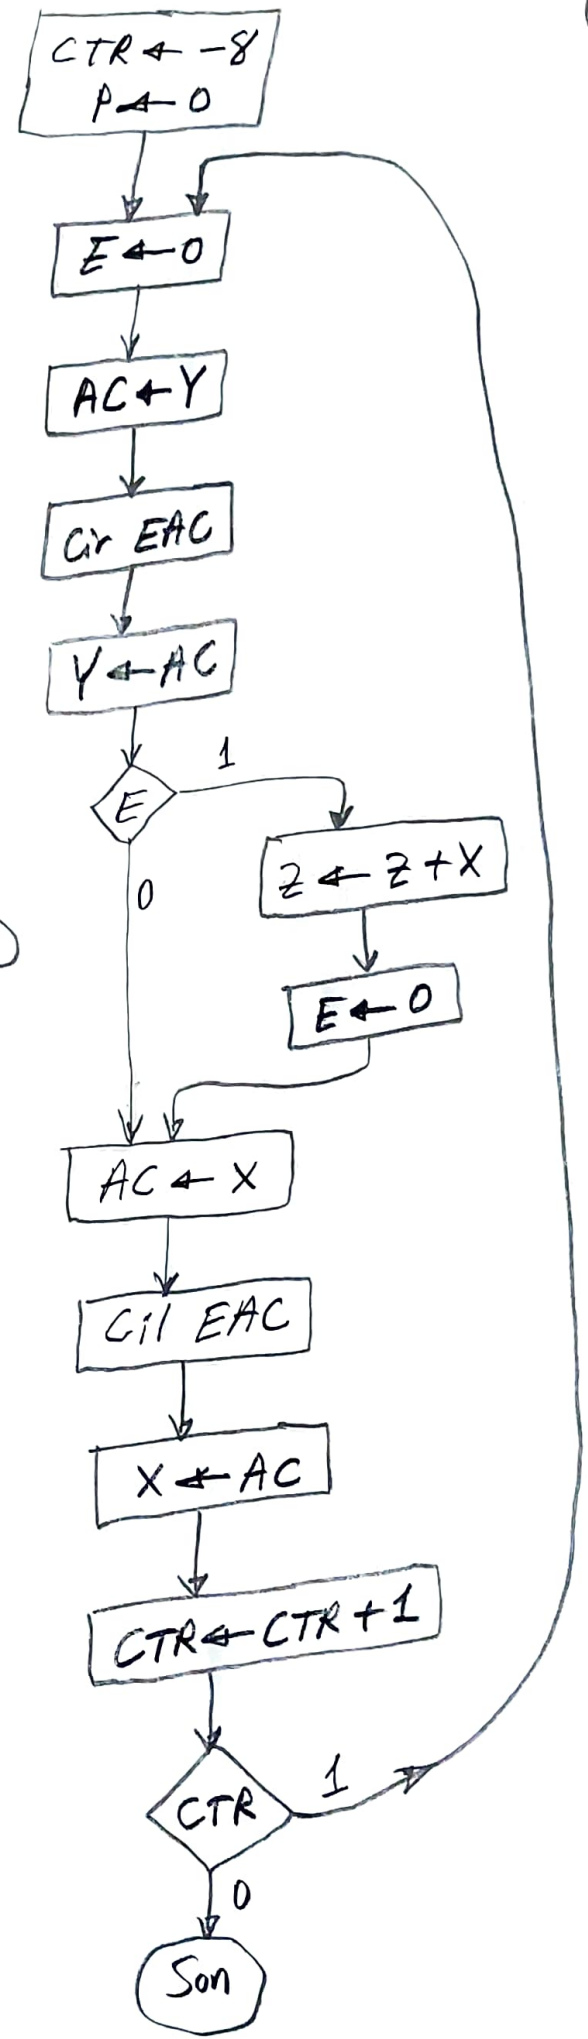 CTR ← -8
P ← 0
E ← 0
AC ← Y
Cir EAC
Y ← AC
E
1
0
Z ← Z + X
E ← 0
AC ← X
Cil EAC
X ← AC
CTR ← CTR + 1
CTR
1
0
Son